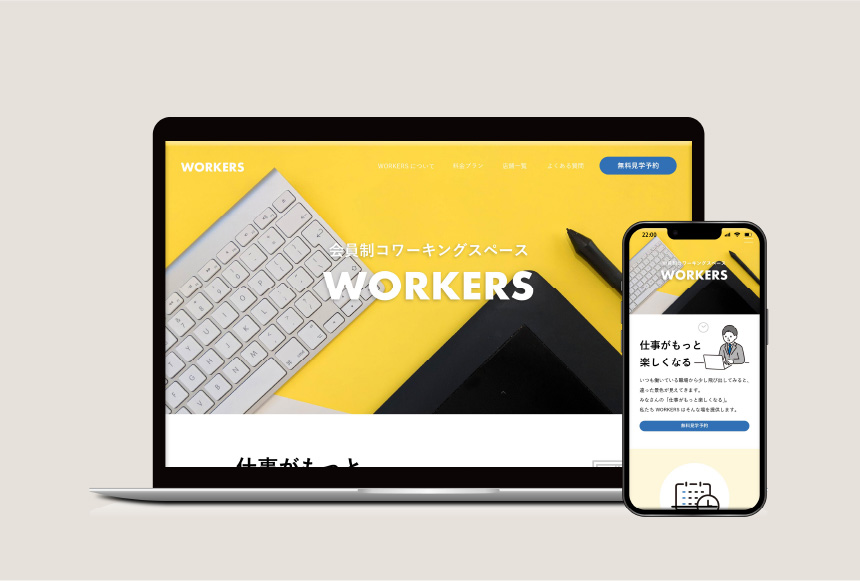 WORKERS
WORKERS について
料金プラン
店舗一覧
よくある質問
無料見学予約
会員制コワーキングスペース
WORKERS
仕事がもっと
22:00
会員制コワーキングスペース
WORKERS
仕事がもっと
楽しくなる
いつも働いている職場から少し飛び出してみると、
違った景色が見えてきます。
みなさんの「仕事がもっと楽しくなる」。
私たち WORKERS はそんな場を提供します。
無料見学予約